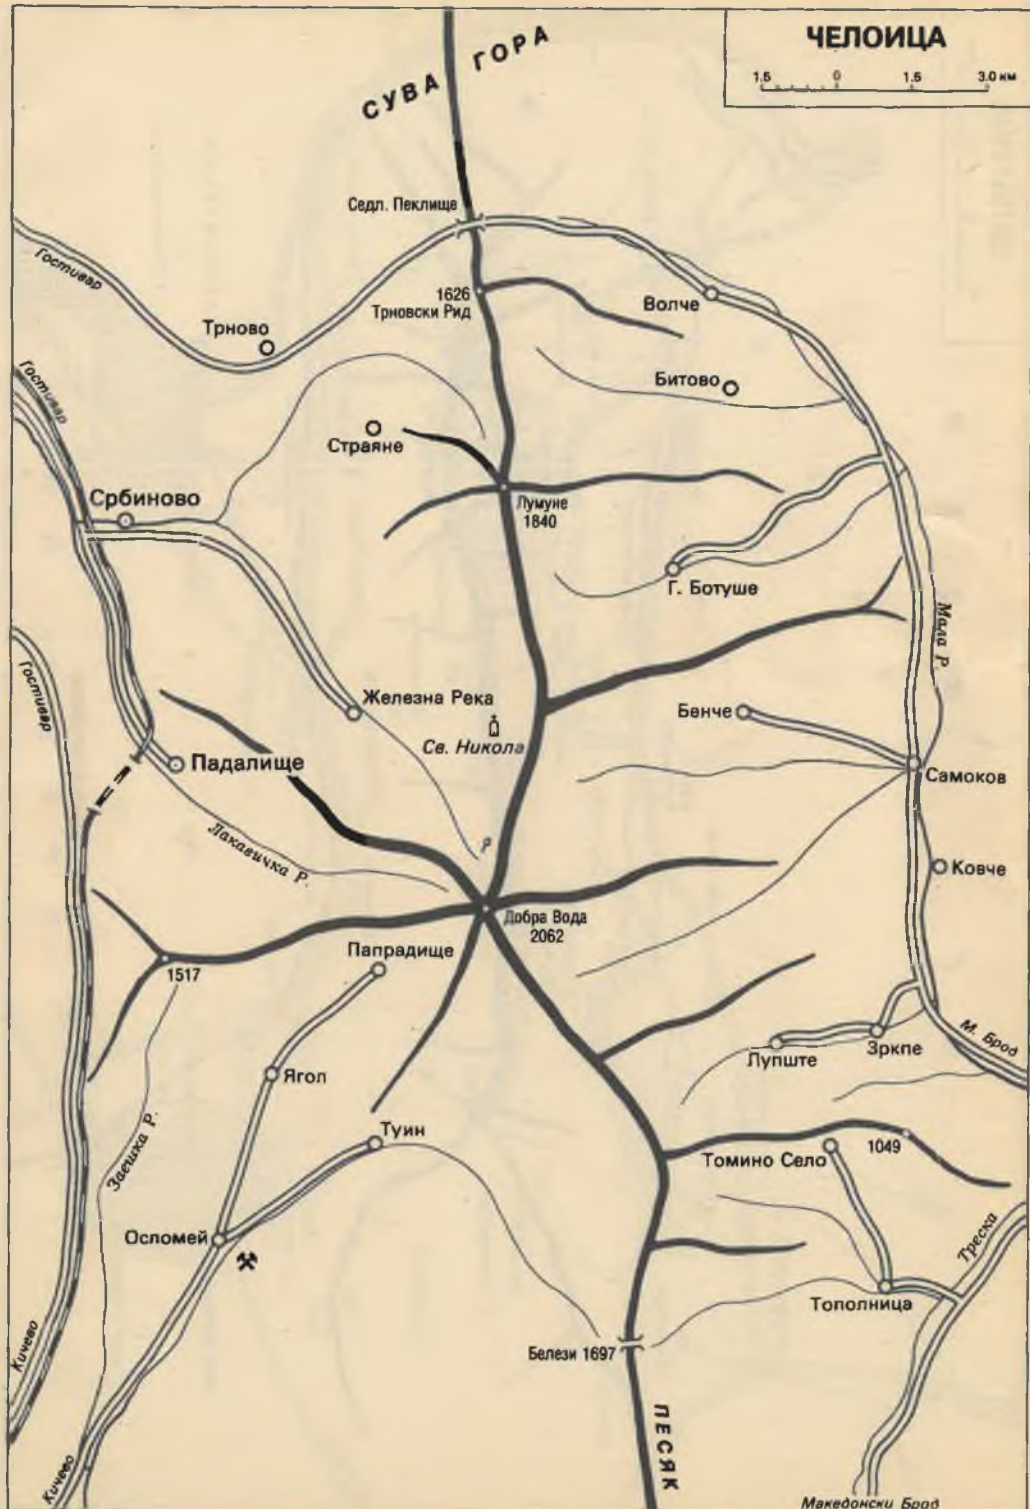 ЧЕЛОИЦА
1.5 0 1.5 3.0 км
СУВА ГОРА
Седл. Пеклище
Гостивар
1626
Трновски Рид
Волче
Трново
Гостивар
Битово
Страяне
Србиново
Лумуне
1840
Г. Ботуше
Мала Р.
Гостивар
Железна Река
Бенче
Св. Никола
Падалище
Самоков
Лакавичка Р.
Ковче
Добра Вода
2062
Папрадище
1517
М. Брод
Зркпе
Лупште
Ягол
Заешка Р.
Туин
1049
Томино Село
Осломей
Треска
Тополница
Кичево
Белези 1697
ПЕСЯК
Кичево
Македонски Брод